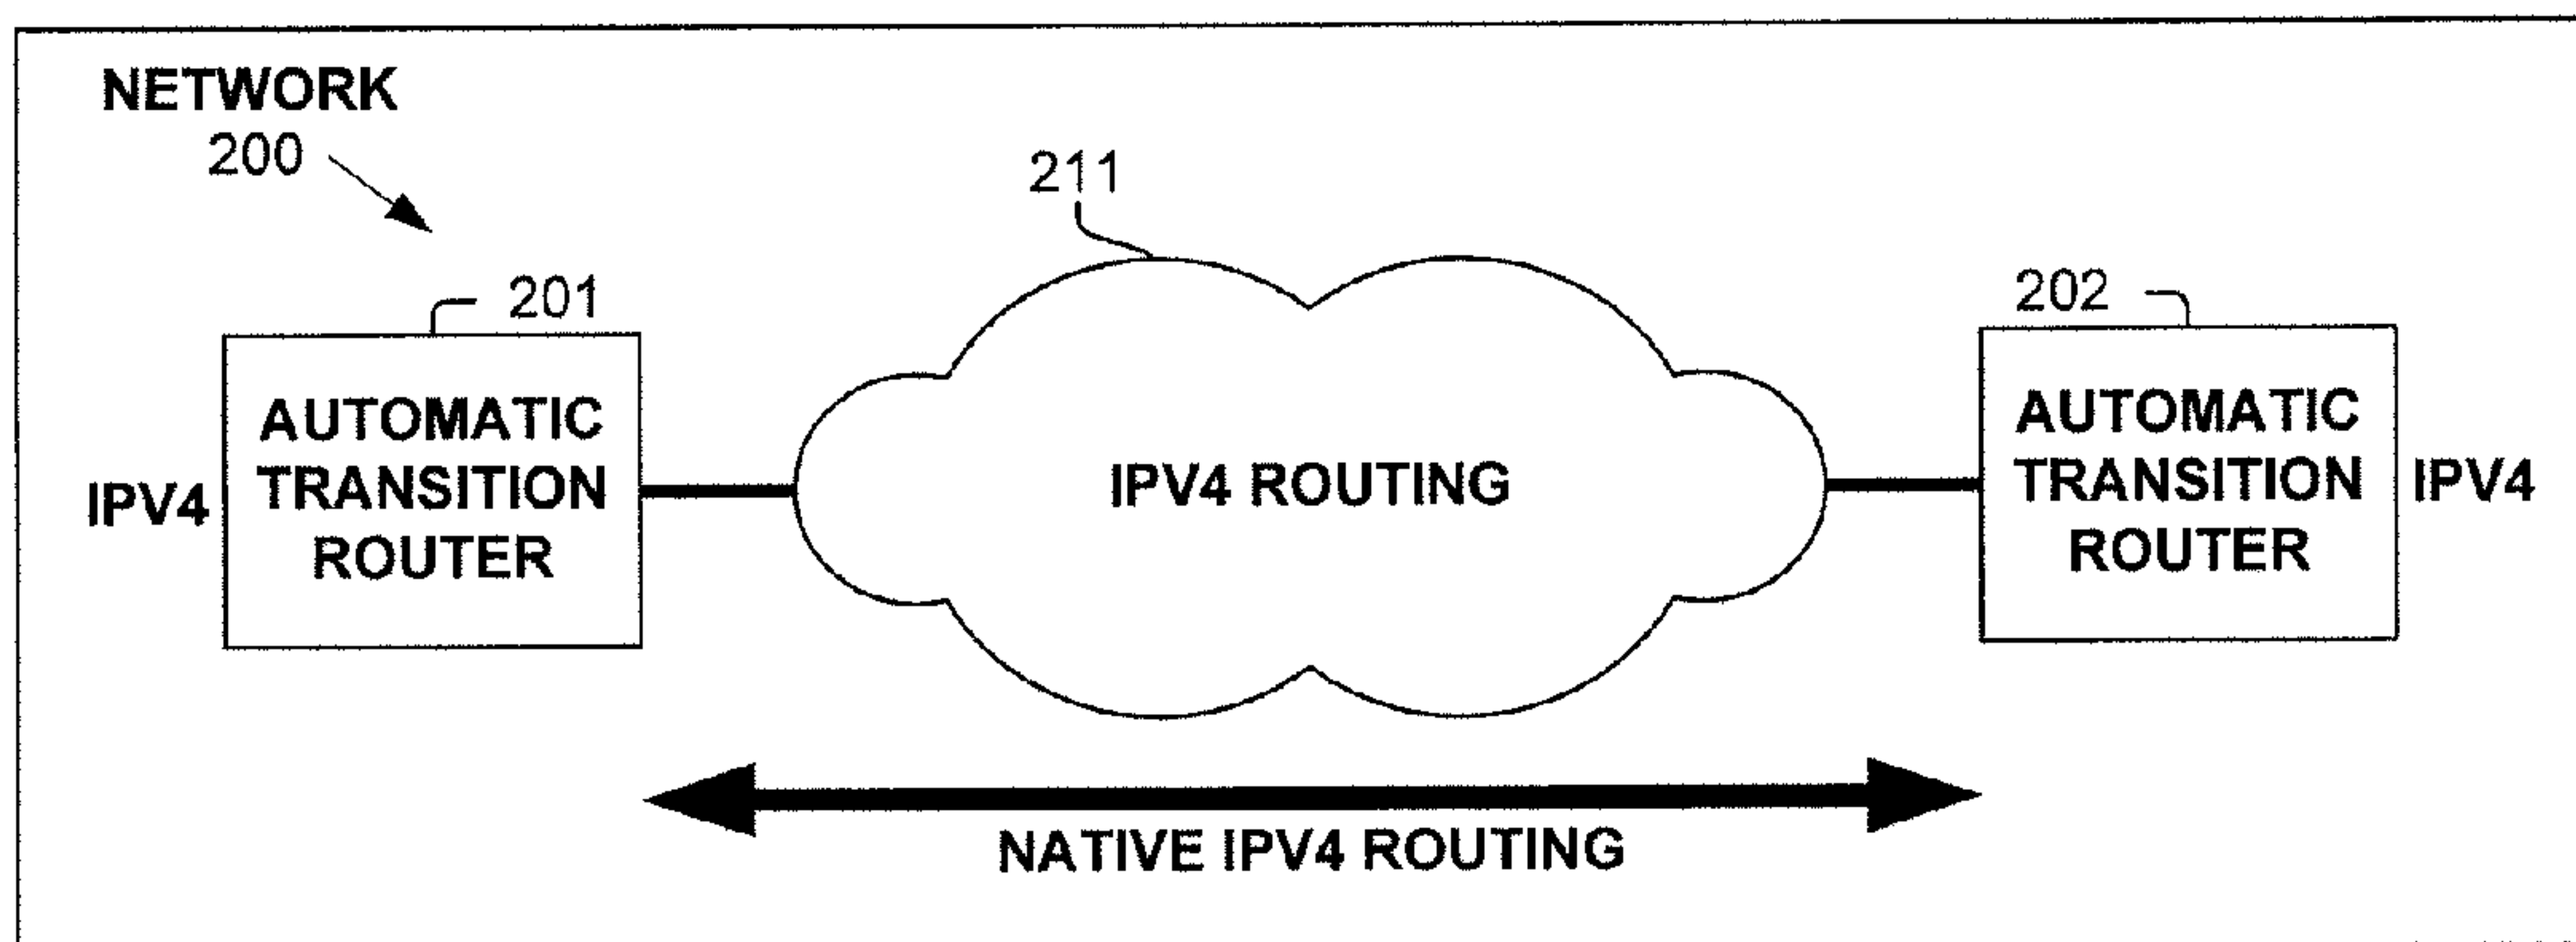 NETWORK
200
211
201
202
AUTOMATIC
TRANSITION
ROUTER
IPV4
IPV4 ROUTING
AUTOMATIC
TRANSITION
ROUTER
IPV4
NATIVE IPV4 ROUTING